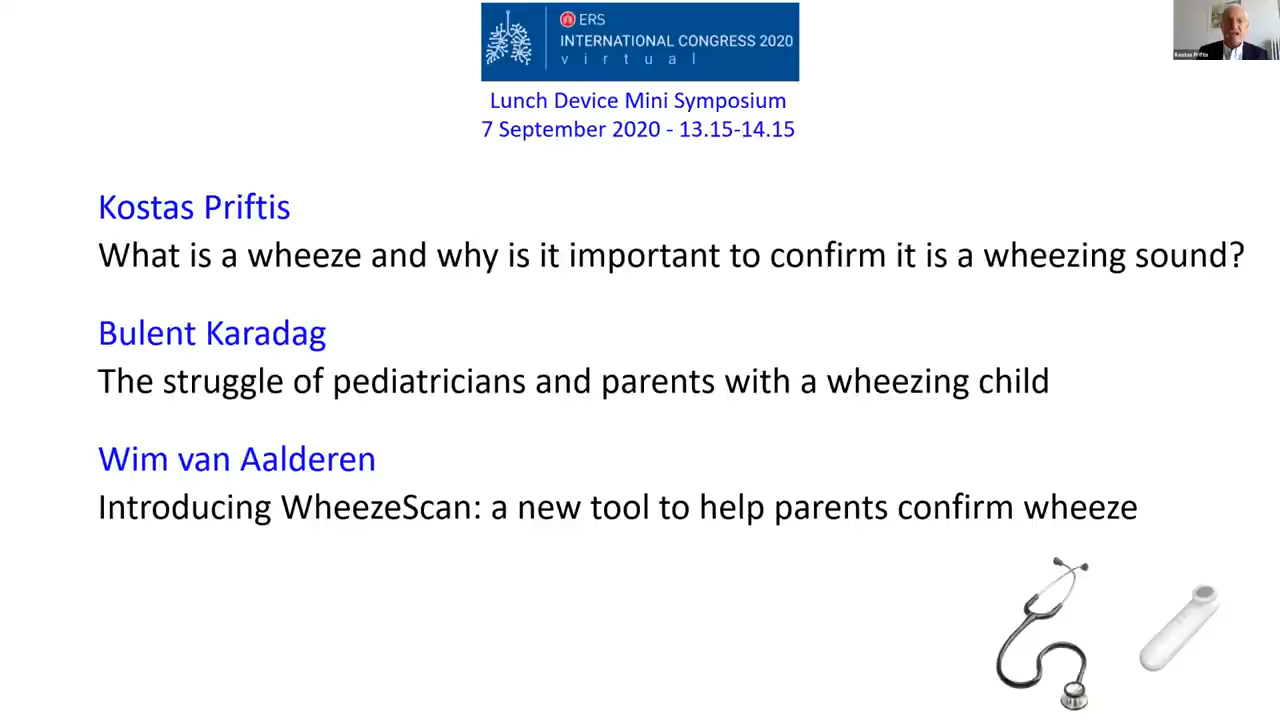 ERS
INTERNATIONAL CONGRESS 2020
virtual
Lunch Device Mini Symposium
7 September 2020 - 13.15-14.15
Kostas Priftis
Kostas Priftis
What is a wheeze and why is it important to confirm it is a wheezing sound?
Bulent Karadag
The struggle of pediatricians and parents with a wheezing child
Wim van Aalderen
Introducing WheezeScan: a new tool to help parents confirm wheeze